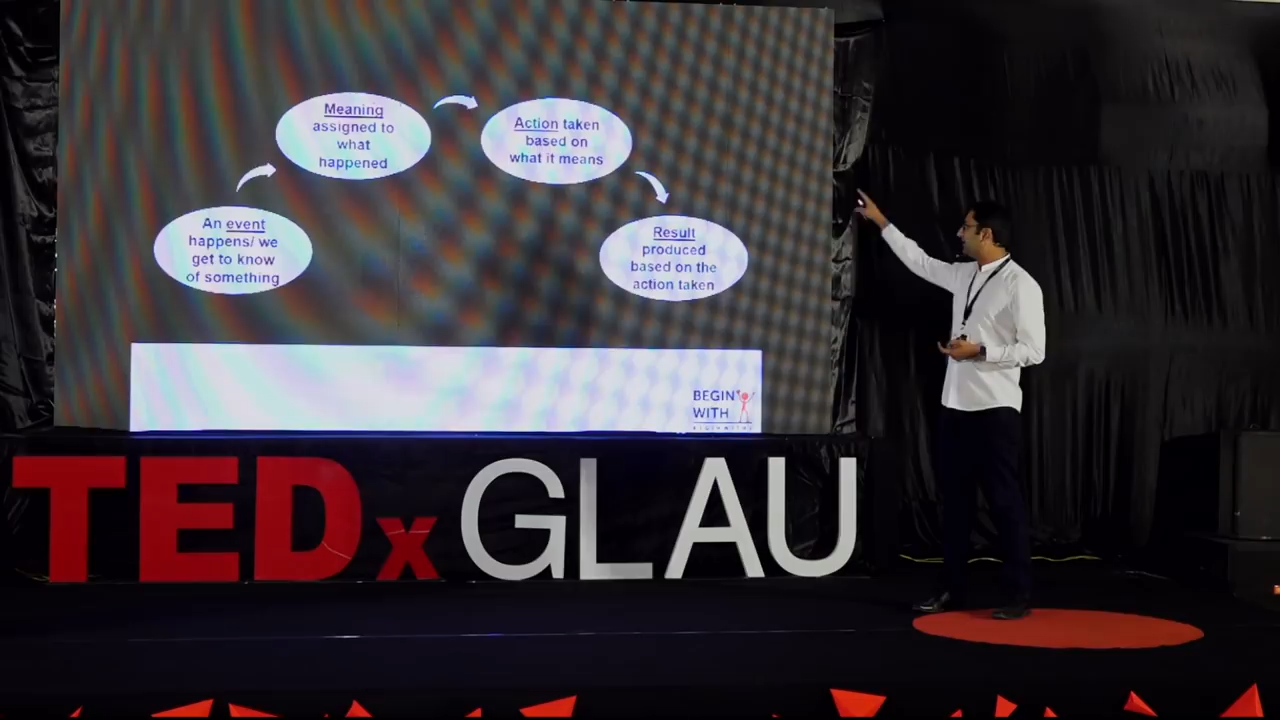 An event
happens/ we
get to know
of something
Meaning
assigned to
what
happened
Action taken
based on
what it means
Result
produced
based on the
action taken
BEGIN
WITH
TEDxGLAU